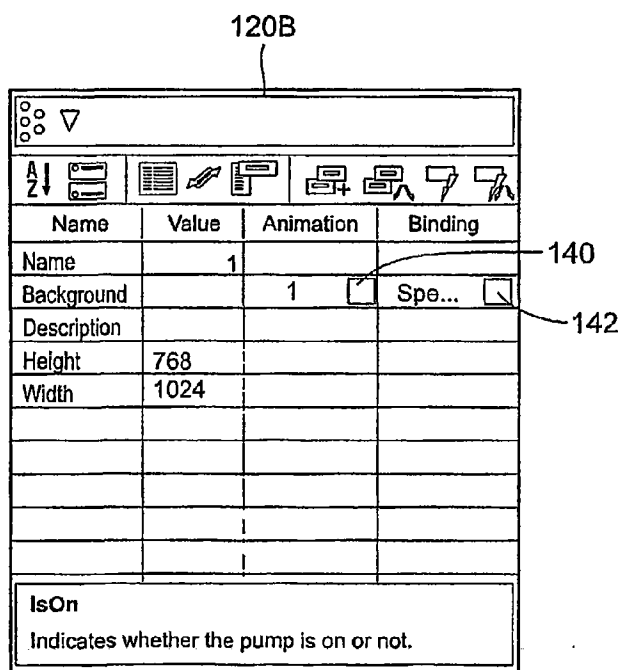 120B
A
Z
Name Value Animation Binding
Name 1
Background 1 Spe...
Description
Height 768
Width 1024
140
142
IsOn
Indicates whether the pump is on or not.